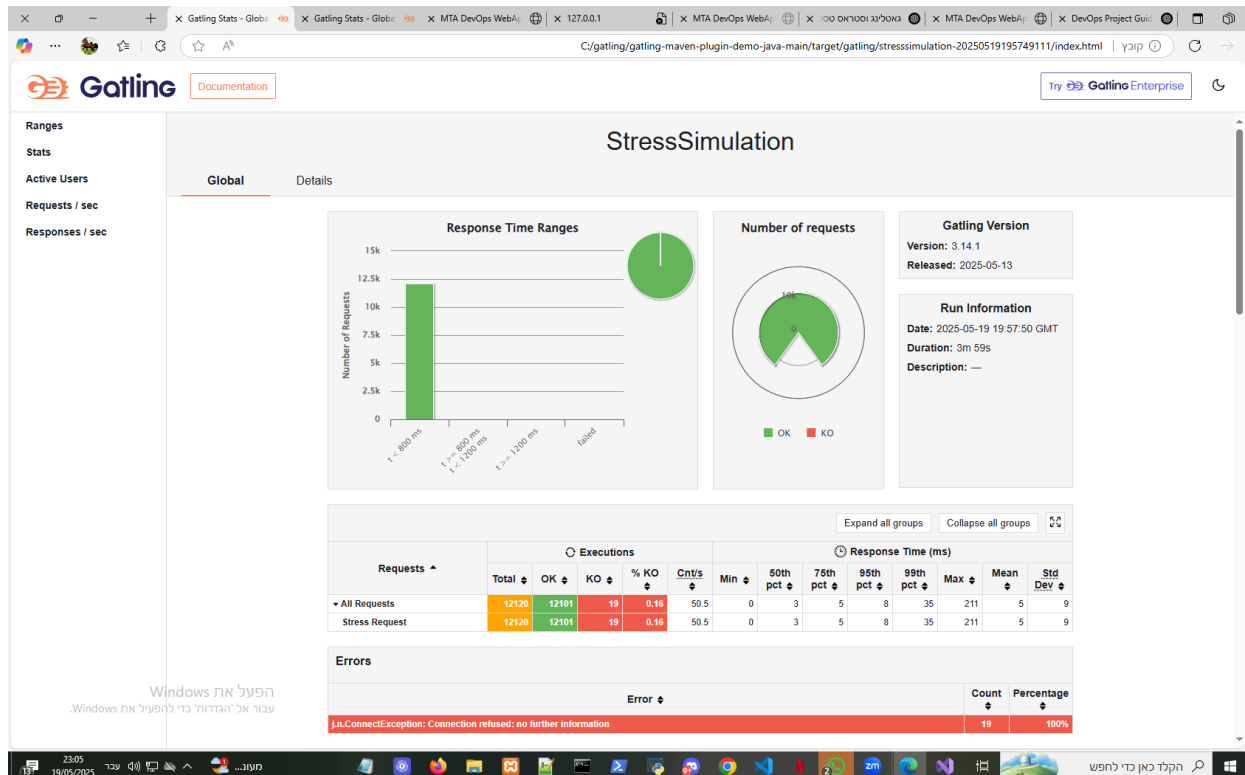 Gatling Stats - Globa
Gatling Stats - Globa
MTA DevOps WebAp
127.0.0.1
MTA DevOps WebAp
גאטלינג וסטראס טסט
MTA DevOps WebAp
DevOps Project Guid
C:/gatling/gatling-maven-plugin-demo-java-main/target/gatling/stresssimulation-20250519195749111/index.html
קובץ
Gatling
Documentation
Try Gatling Enterprise
Ranges
Stats
Active Users
Requests / sec
Responses / sec
StressSimulation
Global Details
Response Time Ranges
Number of Requests
15k
12.5k
10k
7.5k
5k
2.5k
0
t < 800 ms
t >= 800 ms
t < 1200 ms
t >= 1200 ms
failed
Number of requests
10k
0
OK KO
Gatling Version
Version: 3.14.1
Released: 2025-05-13
Run Information
Date: 2025-05-19 19:57:50 GMT
Duration: 3m 59s
Description: —
Expand all groups Collapse all groups
Requests Executions Response Time (ms)
Total OK KO % KO Cnt/s Min 50th pct 75th pct 95th pct 99th pct Max Mean Std Dev
All Requests 12120 12101 19 0.16 50.5 0 3 5 8 35 211 5 9
Stress Request 12120 12101 19 0.16 50.5 0 3 5 8 35 211 5 9
Errors
Error Count Percentage
j.n.ConnectException: Connection refused: no further information 19 100%
הפעל את Windows
עבור אל 'הגדרות' כדי להפעיל את Windows.
23:05
19/05/2025
עבר
מעונ...
הקלד כאן כדי לחפש